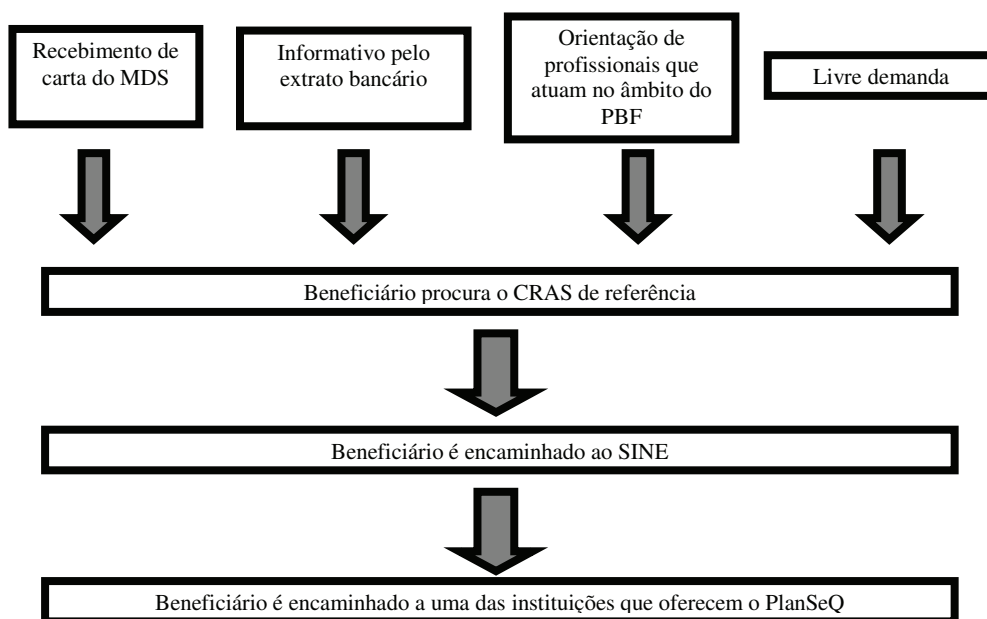 Recebimento de
carta do MDS
Informativo pelo
extrato bancário
Orientação de
profissionais que
atuam no âmbito do
PBF
Livre demanda
Beneficiário procura o CRAS de referência
Beneficiário é encaminhado ao SINE
Beneficiário é encaminhado a uma das instituições que oferecem o PlanSeQ